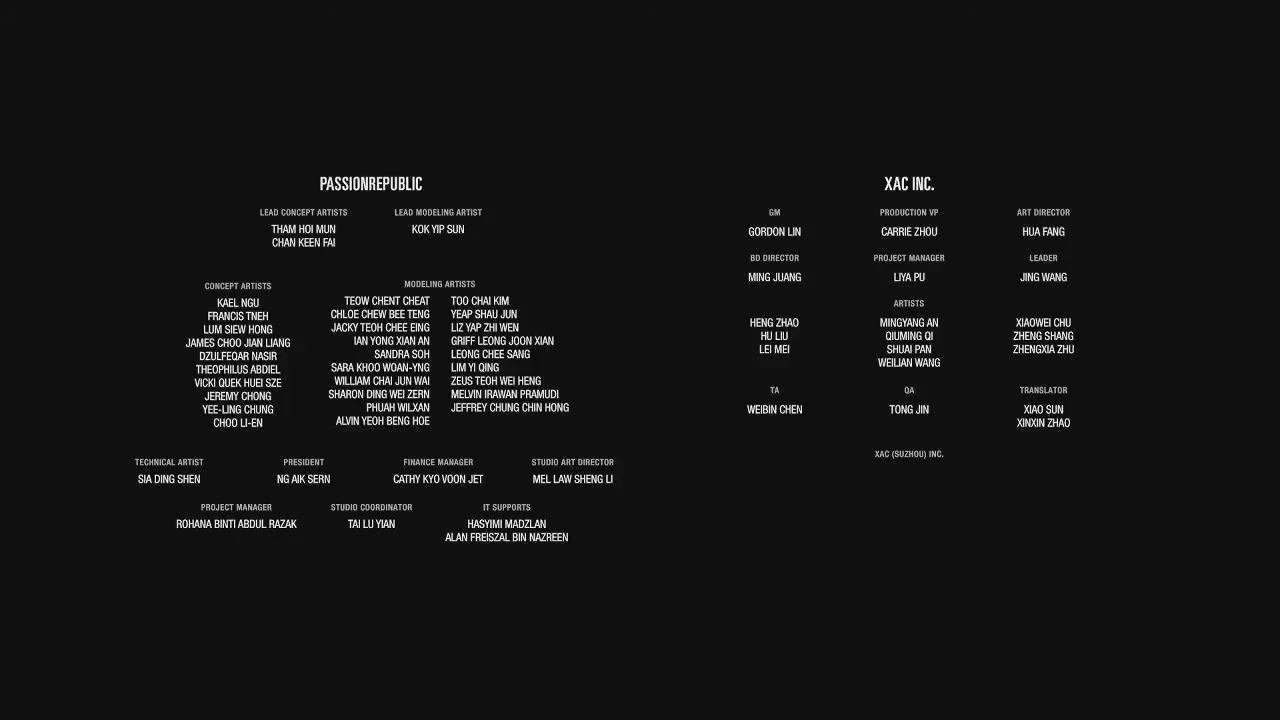 PASSIONREPUBLIC
LEAD CONCEPT ARTISTS
THAM HOI MUN
CHAN KEEN FAI
LEAD MODELING ARTIST
KOK YIP SUN
CONCEPT ARTISTS
KAEL NGU
FRANCIS TNEH
LUM SIEW HONG
JAMES CHOO JIAN LIANG
DZULFEQAR NASIR
THEOPHILUS ABDIEL
VICKI QUEK HUEI SZE
JEREMY CHONG
YEE-LING CHUNG
CHOO LI-EN
MODELING ARTISTS
TEOW CHENT CHEAT
CHLOE CHEW BEE TENG
JACKY TEOH CHEE EING
IAN YONG XIAN AN
SANDRA SOH
SARA KHOO WOAN-YNG
WILLIAM CHAI JUN WAI
SHARON DING WEI ZERN
PHUAH WILXAN
ALVIN YEOH BENG HOE
TOO CHAI KIM
YEAP SHAU JUN
LIZ YAP ZHI WEN
GRIFF LEONG JOON XIAN
LEONG CHEE SANG
LIM YI QING
ZEUS TEOH WEI HENG
MELVIN IRAWAN PRAMUDI
JEFFREY CHUNG CHIN HONG
TECHNICAL ARTIST
SIA DING SHEN
PRESIDENT
NG AIK SERN
FINANCE MANAGER
CATHY KYO VOON JET
STUDIO ART DIRECTOR
MEL LAW SHENG LI
PROJECT MANAGER
ROHANA BINTI ABDUL RAZAK
STUDIO COORDINATOR
TAI LU YIAN
IT SUPPORTS
HASYIMI MADZLAN
ALAN FREISZAL BIN NAZREEN
XAC INC.
GM
GORDON LIN
PRODUCTION VP
CARRIE ZHOU
ART DIRECTOR
HUA FANG
BD DIRECTOR
MING JUANG
PROJECT MANAGER
LIYA PU
LEADER
JING WANG
ARTISTS
HENG ZHAO
HU LIU
LEI MEI
MINGYANG AN
QIUMING QI
SHUAI PAN
WEILIAN WANG
XIAOWEI CHU
ZHENG SHANG
ZHENGXIA ZHU
TA
WEIBIN CHEN
QA
TONG JIN
TRANSLATOR
XIAO SUN
XINXIN ZHAO
XAC (SUZHOU) INC.